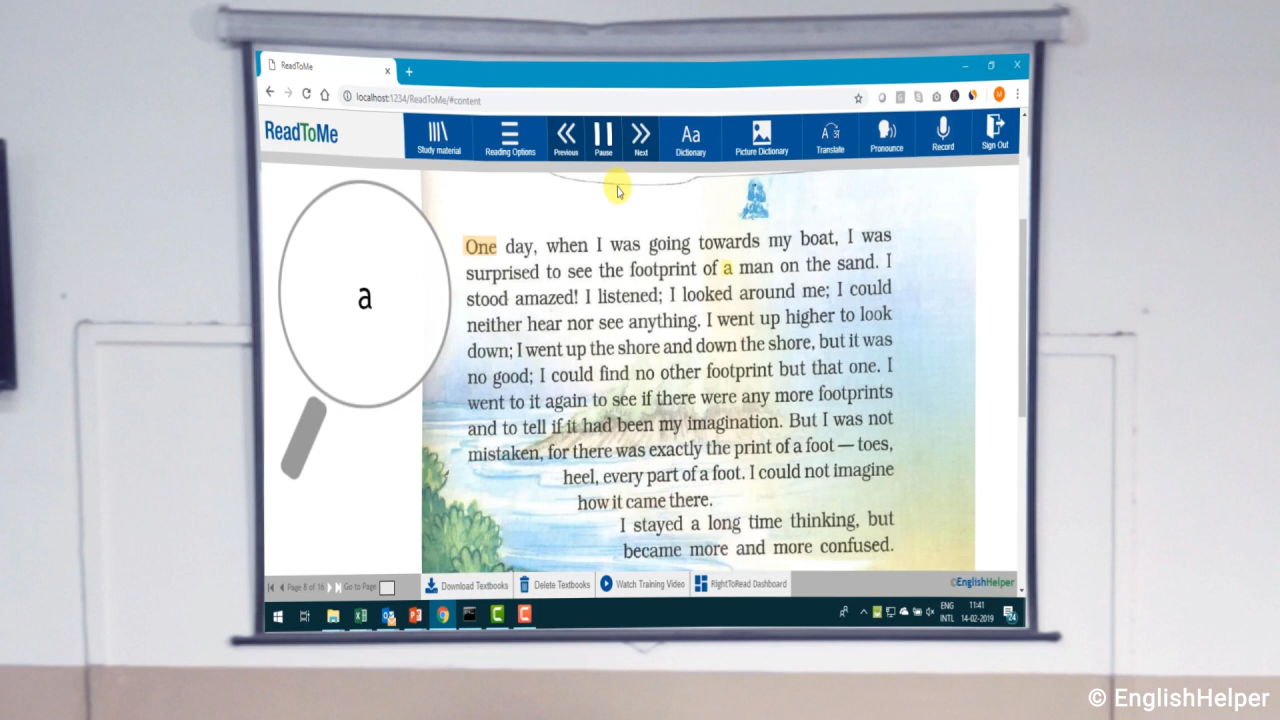 ReadToMe
localhost:1234/ReadToMe/#content
ReadToMe
Study material
Reading Options
Previous
Pause
Next
Aa
Dictionary
Picture Dictionary
Translate
Pronounce
Record
Sign Out
a
One day, when I was going towards my boat, I was
surprised to see the footprint of a man on the sand. I
stood amazed! I listened; I looked around me; I could
neither hear nor see anything. I went up higher to look
down; I went up the shore and down the shore, but it was
no good; I could find no other footprint but that one. I
went to it again to see if there were any more footprints
and to tell if it had been my imagination. But I was not
mistaken, for there was exactly the print of a foot — toes,
heel, every part of a foot. I could not imagine
how it came there.
I stayed a long time thinking, but
became more and more confused.
Page 8 of 16
Go to Page
Download Textbooks
Delete Textbooks
Watch Training Video
RightToRead Dashboard
©EnglishHelper
ENG
INTL
11:41
14-02-2019
24
© EnglishHelper